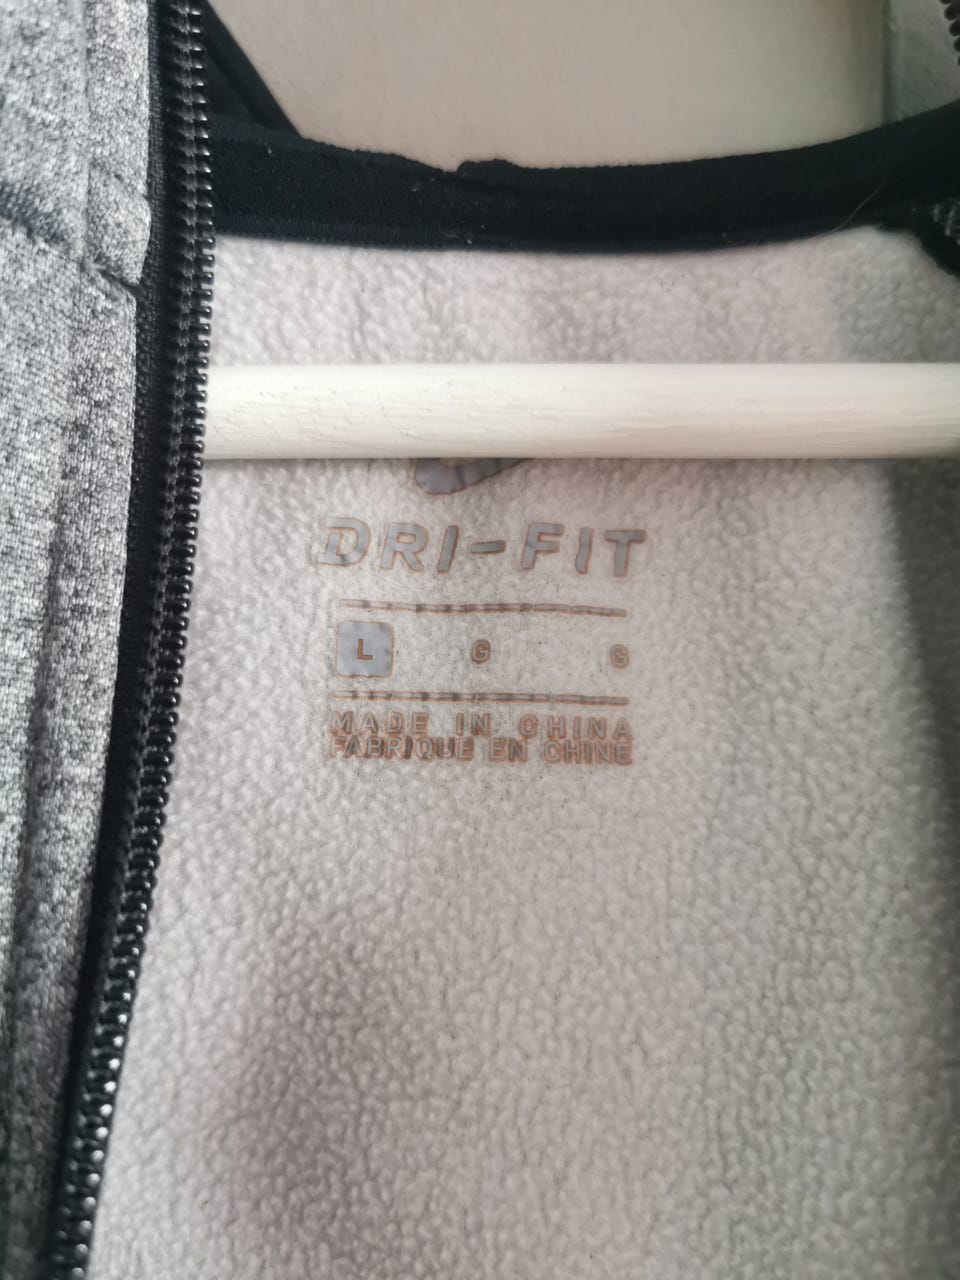 DRI-FIT
L G G
MADE IN CHINA
FABRIQUE EN CHINE